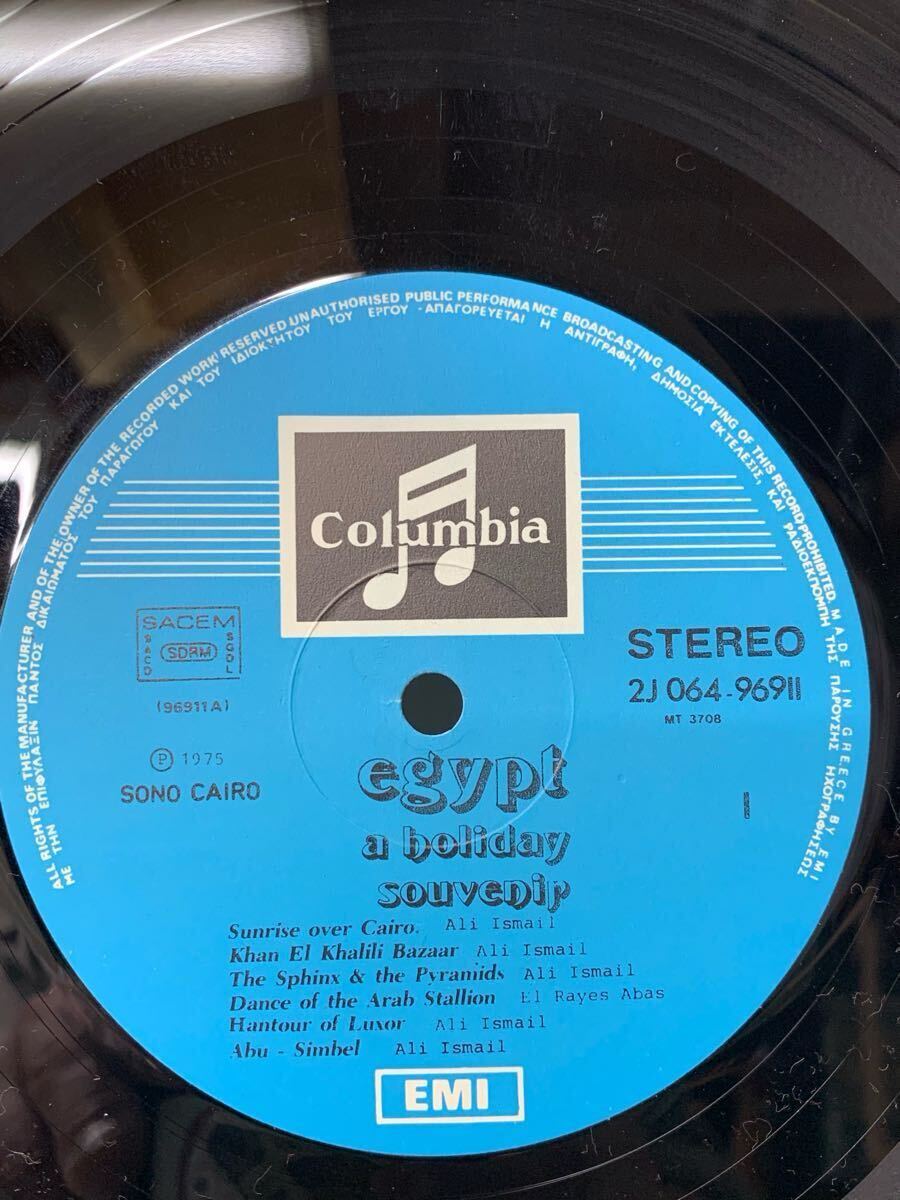 ALL RIGHTS OF THE MANUFACTURER AND OF THE OWNER OF THE RECORDED WORK RESERVED UNAUTHORISED PUBLIC PERFORMANCE BROADCASTING AND COPYING OF THIS RECORD PROHIBITED. MADE IN GREECE BY EMI
ΜΕ ΤΗΝ ΕΠΙΦΥΛΑΞΙΝ ΠΑΝΤΟΣ ΔΙΚΑΙΩΜΑΤΟΣ ΤΟΥ ΠΑΡΑΓΩΓΟΥ ΚΑΙ ΤΟΥ ΙΔΙΟΚΤΗΤΟΥ ΤΟΥ ΕΡΓΟΥ - ΑΠΑΓΟΡΕΥΕΤΑΙ Η ΑΝΤΙΓΡΑΦΗ, ΔΗΜΟΣΙΑ ΕΚΤΕΛΕΣΙΣ, ΚΑΙ ΡΑΔΙΟΕΚΠΟΜΠΗ ΤΗΣ ΠΑΡΟΥΣΗΣ ΗΧΟΓΡΑΦΗΣΕΩΣ
Columbia
SACEM
SACD
SDRM
SGDL
(96911A)
STEREO
2J 064-96911
MT 3708
℗ 1975
SONO CAIRO
I
egypt
a holiday
souvenir
Sunrise over Cairo. Ali Ismail
Khan El Khalili Bazaar Ali Ismail
The Sphinx & the Pyramids Ali Ismail
Dance of the Arab Stallion El Rayes Abas
Hantour of Luxor Ali Ismail
Abu - Simbel Ali Ismail
EMI